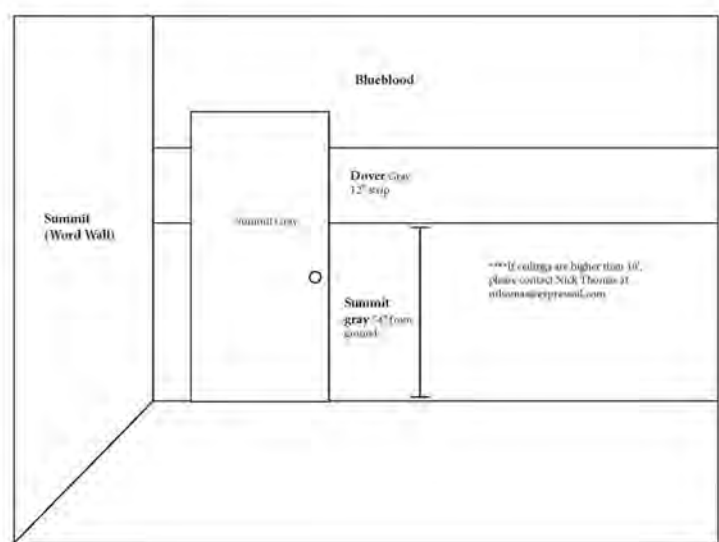 Blueblood
Dover Gray
12" strip
Summit
(Word Wall)
Summit Gray
****If ceilings are higher than 10',
please contact Nick Thomas at
Summit
gray 54" from
ground